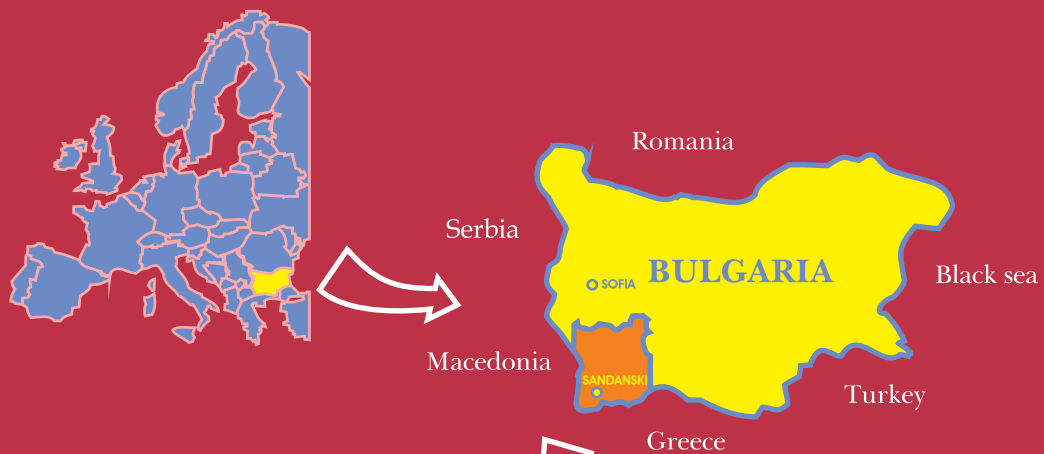 Romania
Serbia
BULGARIA
SOFIA
Black sea
Macedonia
SANDANSKI
Turkey
Greece